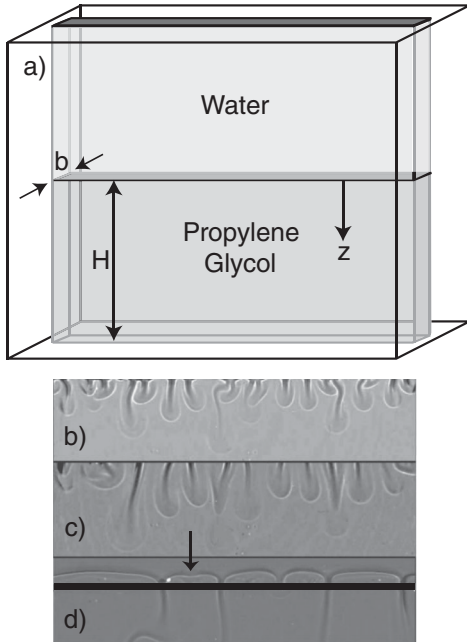 a)
Water
b
H
Propylene
Glycol
z
b)
c)
d)